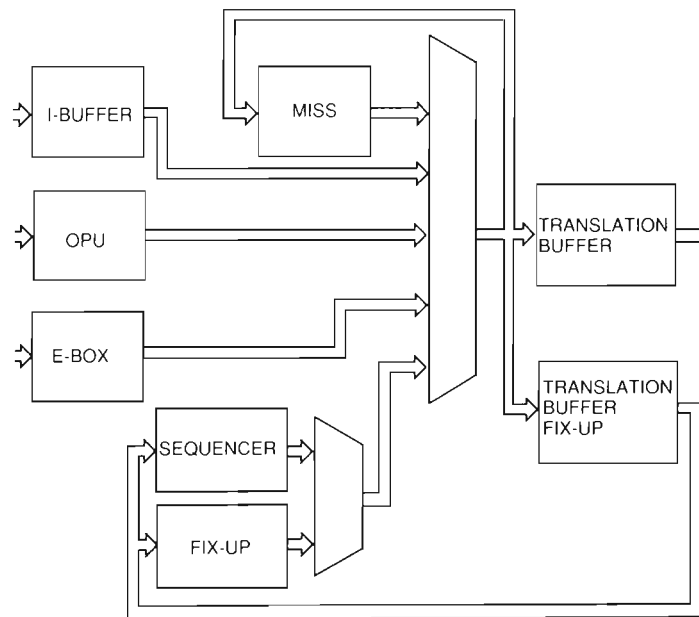 I-BUFFER
MISS
OPU
TRANSLATION
BUFFER
E-BOX
TRANSLATION
BUFFER
FIX-UP
SEQUENCER
FIX-UP